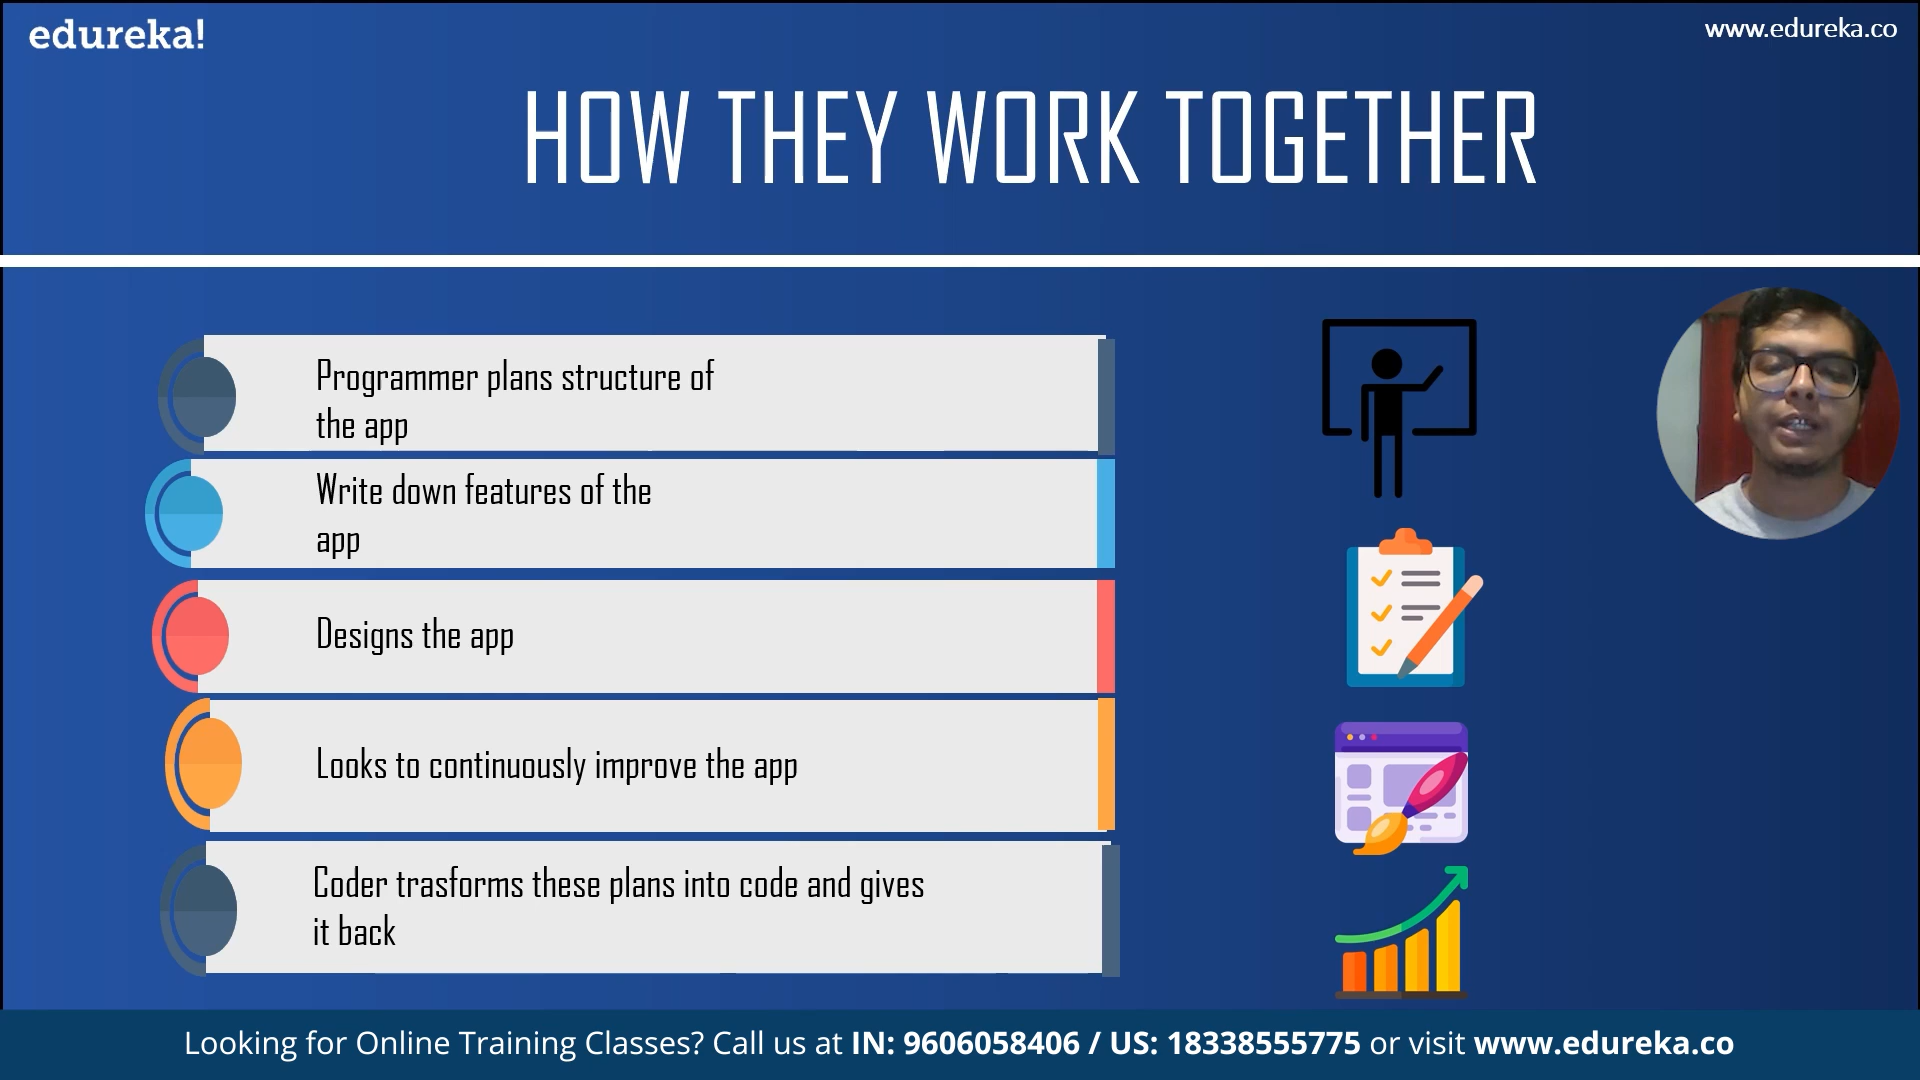 edureka!
www.edureka.co
HOW THEY WORK TOGETHER
Programmer plans structure of
the app
Write down features of the
app
Designs the app
Looks to continuously improve the app
Coder trasforms these plans into code and gives
it back
Looking for Online Training Classes? Call us at IN: 9606058406 / US: 18338555775 or visit www.edureka.co